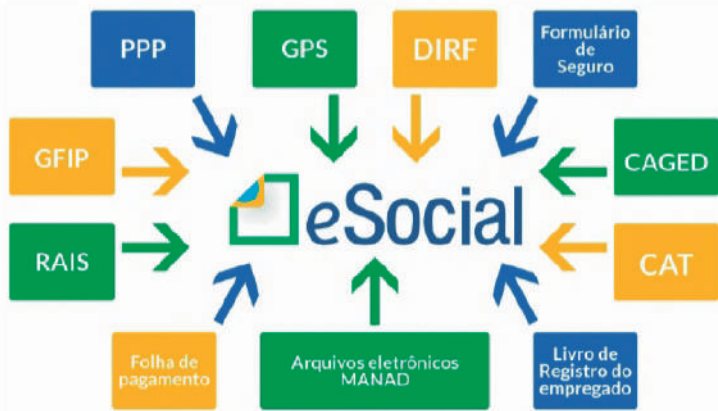 PPP
GPS
DIRF
Formulário
de
Seguro
GFIP
CAGED
eSocial
RAIS
CAT
Folha de
pagamento
Arquivos eletrônicos
MANAD
Livro de
Registro do
empregado